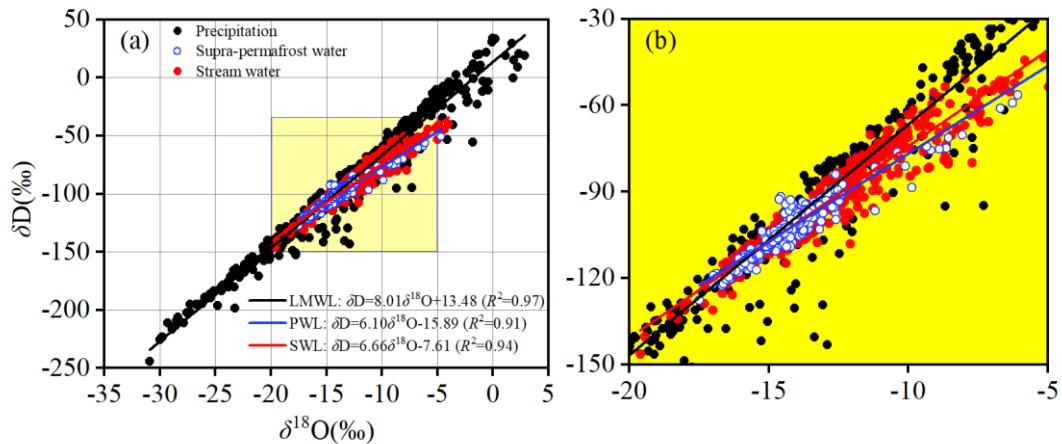 (a)
Precipitation
Supra-permafrost water
Stream water
50
0
-50
-100
-150
-200
-250
δD(‰)
LMWL: δD=8.01δ¹⁸O+13.48 (R²=0.97)
PWL: δD=6.10δ¹⁸O-15.89 (R²=0.91)
SWL: δD=6.66δ¹⁸O-7.61 (R²=0.94)
-35 -30 -25 -20 -15 -10 -5 0 5
δ¹⁸O(‰)
(b)
-30
-60
-90
-120
-150
-20 -15 -10 -5